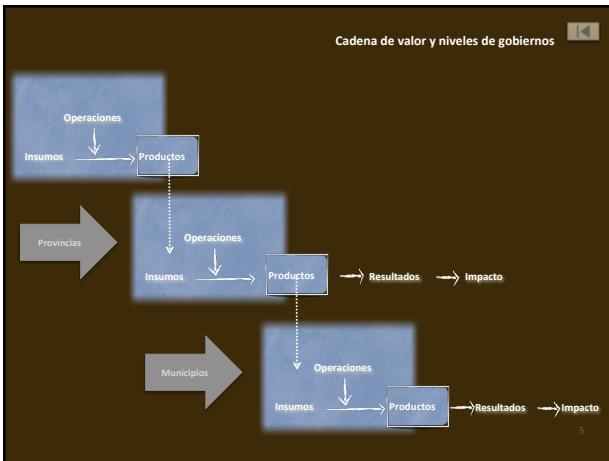 Cadena de valor y niveles de gobiernos
Operaciones
Insumos Productos
Provincias
Operaciones
Insumos Productos Resultados Impacto
Municipios
Operaciones
Insumos Productos Resultados Impacto
5